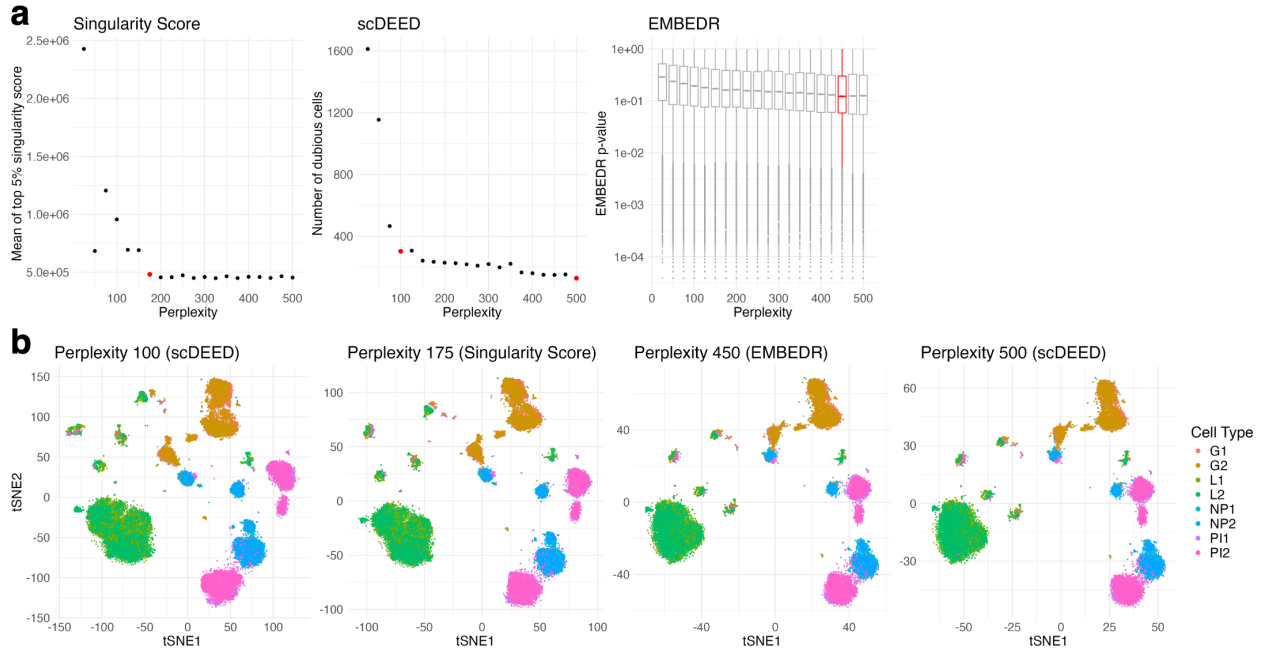 a
Singularity Score
scDEED
EMBEDR
Mean of top 5% singularity score
2.5e+06
2.0e+06
1.5e+06
1.0e+06
5.0e+05
100 200 300 400 500
Perplexity
Number of dubious cells
1600
1200
800
400
100 200 300 400 500
Perplexity
EMBEDR p-value
1e+00
1e-01
1e-02
1e-03
1e-04
0 100 200 300 400 500
Perplexity
b
Perplexity 100 (scDEED)
Perplexity 175 (Singularity Score)
Perplexity 450 (EMBEDR)
Perplexity 500 (scDEED)
tSNE2
150
100
50
0
-50
-100
-150
-150 -100 -50 0 50 100
tSNE1
100
50
0
-50
-100
-100 -50 0 50 100
tSNE1
40
0
-40
-40 0 40
tSNE1
60
30
0
-30
-50 -25 0 25 50
tSNE1
Cell Type
G1
G2
L1
L2
NP1
NP2
PI1
PI2